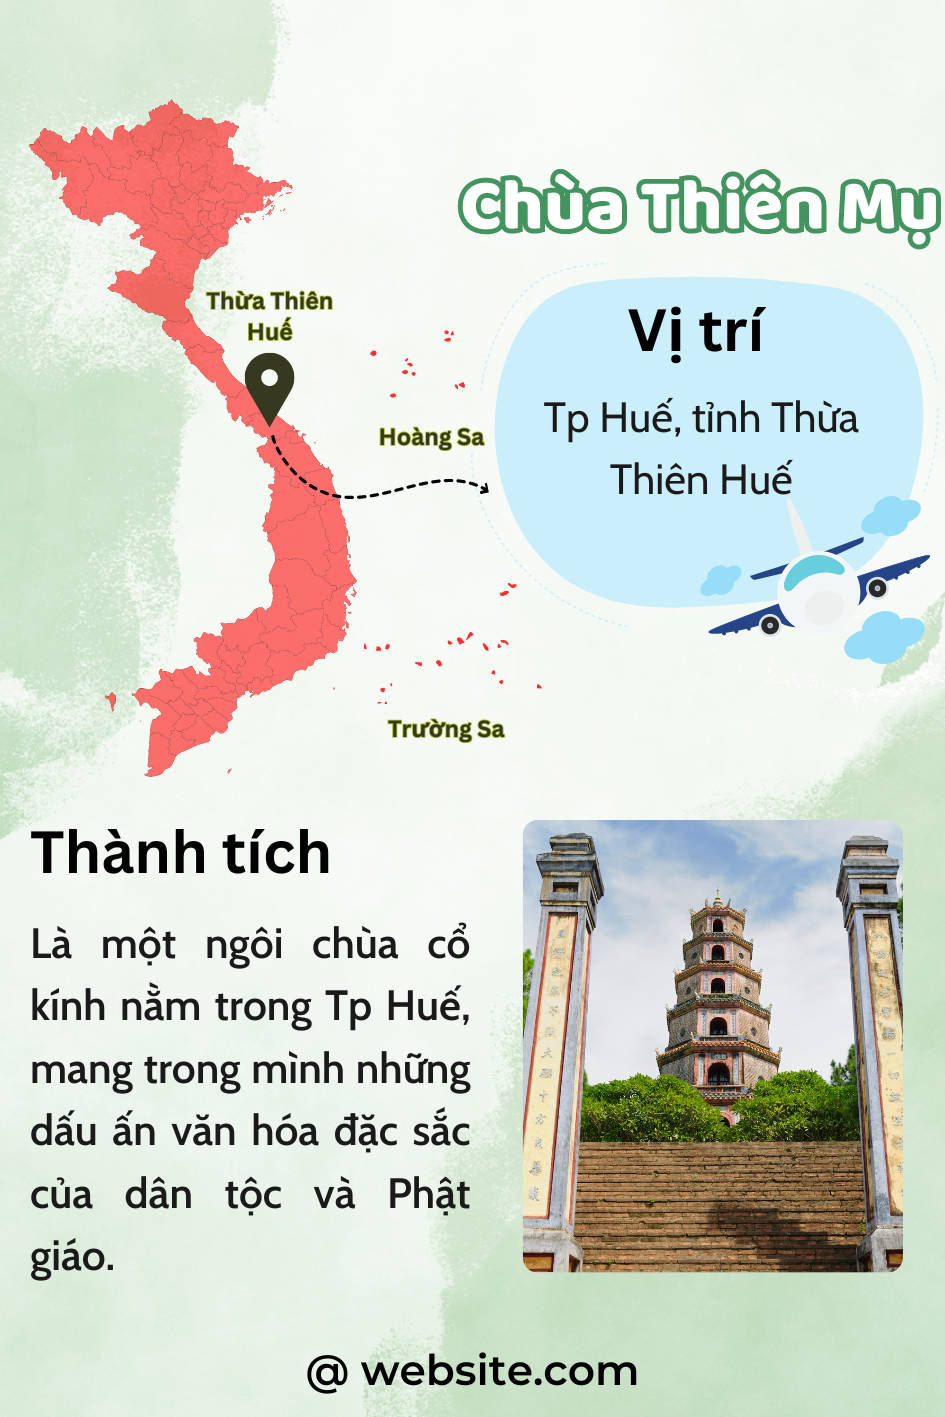 Chùa Thiên Mụ
Thừa Thiên
Huế
Hoàng Sa
Trường Sa
Vị trí
Tp Huế, tỉnh Thừa
Thiên Huế
Thành tích
Là một ngôi chùa cổ
kính nằm trong Tp Huế,
mang trong mình những
dấu ấn văn hóa đặc sắc
của dân tộc và Phật
giáo.
@ website.com